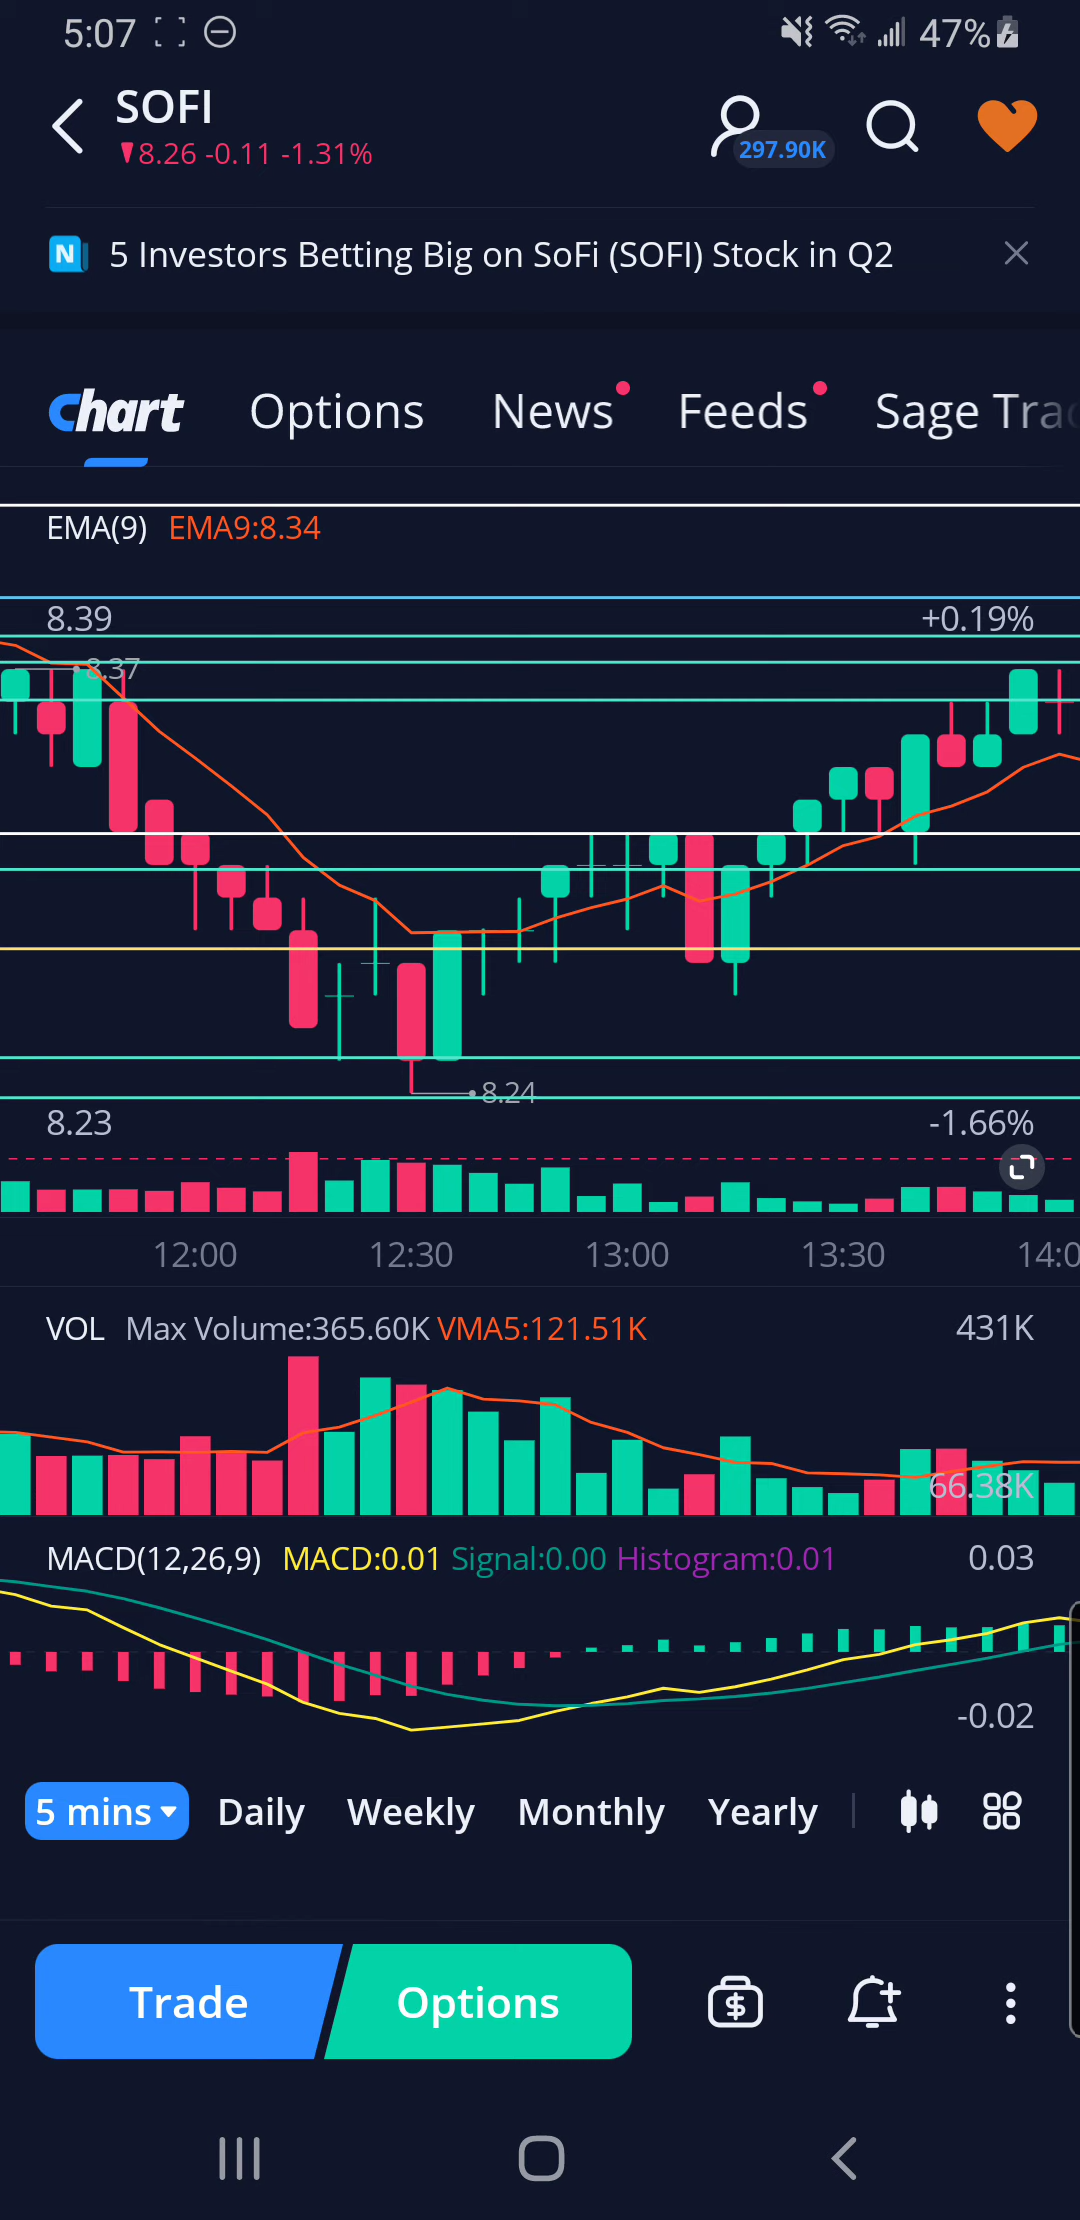 5:07 47%
SOFI
8.26 -0.11 -1.31%
297.90K
N 5 Investors Betting Big on SoFi (SOFI) Stock in Q2
Chart Options News Feeds Sage Trac
EMA(9) EMA9:8.34
8.39 +0.19%
8.37
8.24
8.23 -1.66%
12:00 12:30 13:00 13:30 14:0
VOL Max Volume:365.60K VMA5:121.51K 431K
66.38K
MACD(12,26,9) MACD:0.01 Signal:0.00 Histogram:0.01 0.03
-0.02
5 mins Daily Weekly Monthly Yearly
Trade Options